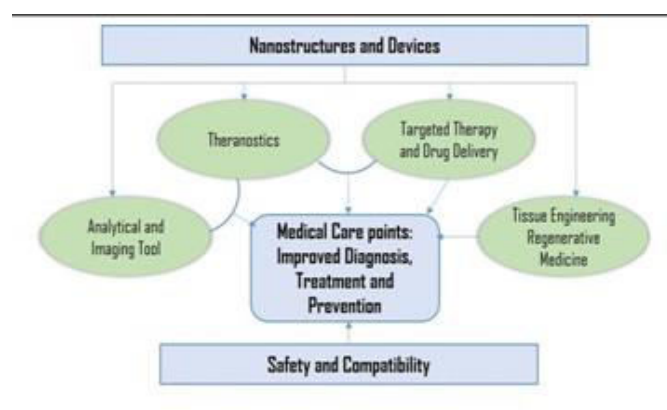 Nanostructures and Devices
Theranostics
Targeted Therapy
and Drug Delivery
Analytical and
Imaging Tool
Medical Care points:
Improved Diagnosis,
Treatment and
Prevention
Tissue Engineering
Regenerative
Medicine
Safety and Compatibility